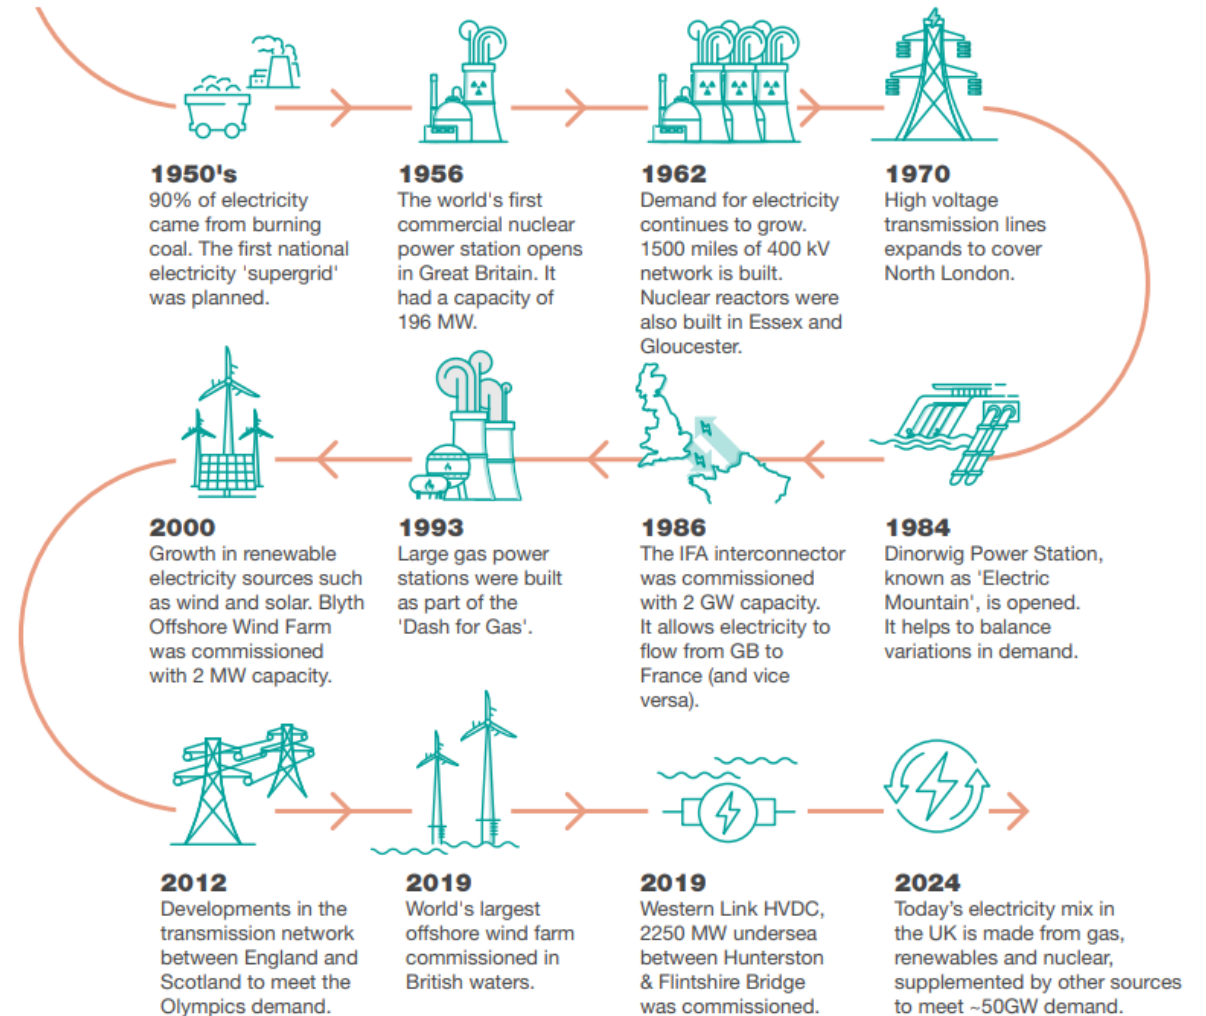 1950's
90% of electricity
came from burning
coal. The first national
electricity 'supergrid'
was planned.
1956
The world's first
commercial nuclear
power station opens
in Great Britain. It
had a capacity of
196 MW.
1962
Demand for electricity
continues to grow.
1500 miles of 400 kV
network is built.
Nuclear reactors were
also built in Essex and
Gloucester.
1970
High voltage
transmission lines
expands to cover
North London.
1984
Dinorwig Power Station,
known as 'Electric
Mountain', is opened.
It helps to balance
variations in demand.
1986
The IFA interconnector
was commissioned
with 2 GW capacity.
It allows electricity to
flow from GB to
France (and vice
versa).
1993
Large gas power
stations were built
as part of the
'Dash for Gas'.
2000
Growth in renewable
electricity sources such
as wind and solar. Blyth
Offshore Wind Farm
was commissioned
with 2 MW capacity.
2012
Developments in the
transmission network
between England and
Scotland to meet the
Olympics demand.
2019
World's largest
offshore wind farm
commissioned in
British waters.
2019
Western Link HVDC,
2250 MW undersea
between Hunterston
& Flintshire Bridge
was commissioned.
2024
Today's electricity mix in
the UK is made from gas,
renewables and nuclear,
supplemented by other sources
to meet ~50GW demand.